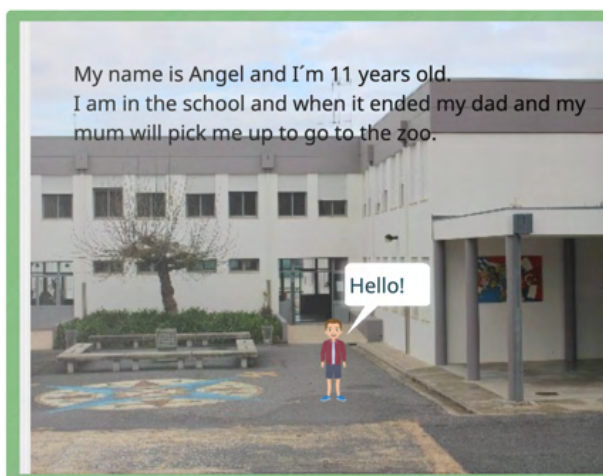 My name is Angel and I´m 11 years old.
I am in the school and when it ended my dad and my
mum will pick me up to go to the zoo.
Hello!